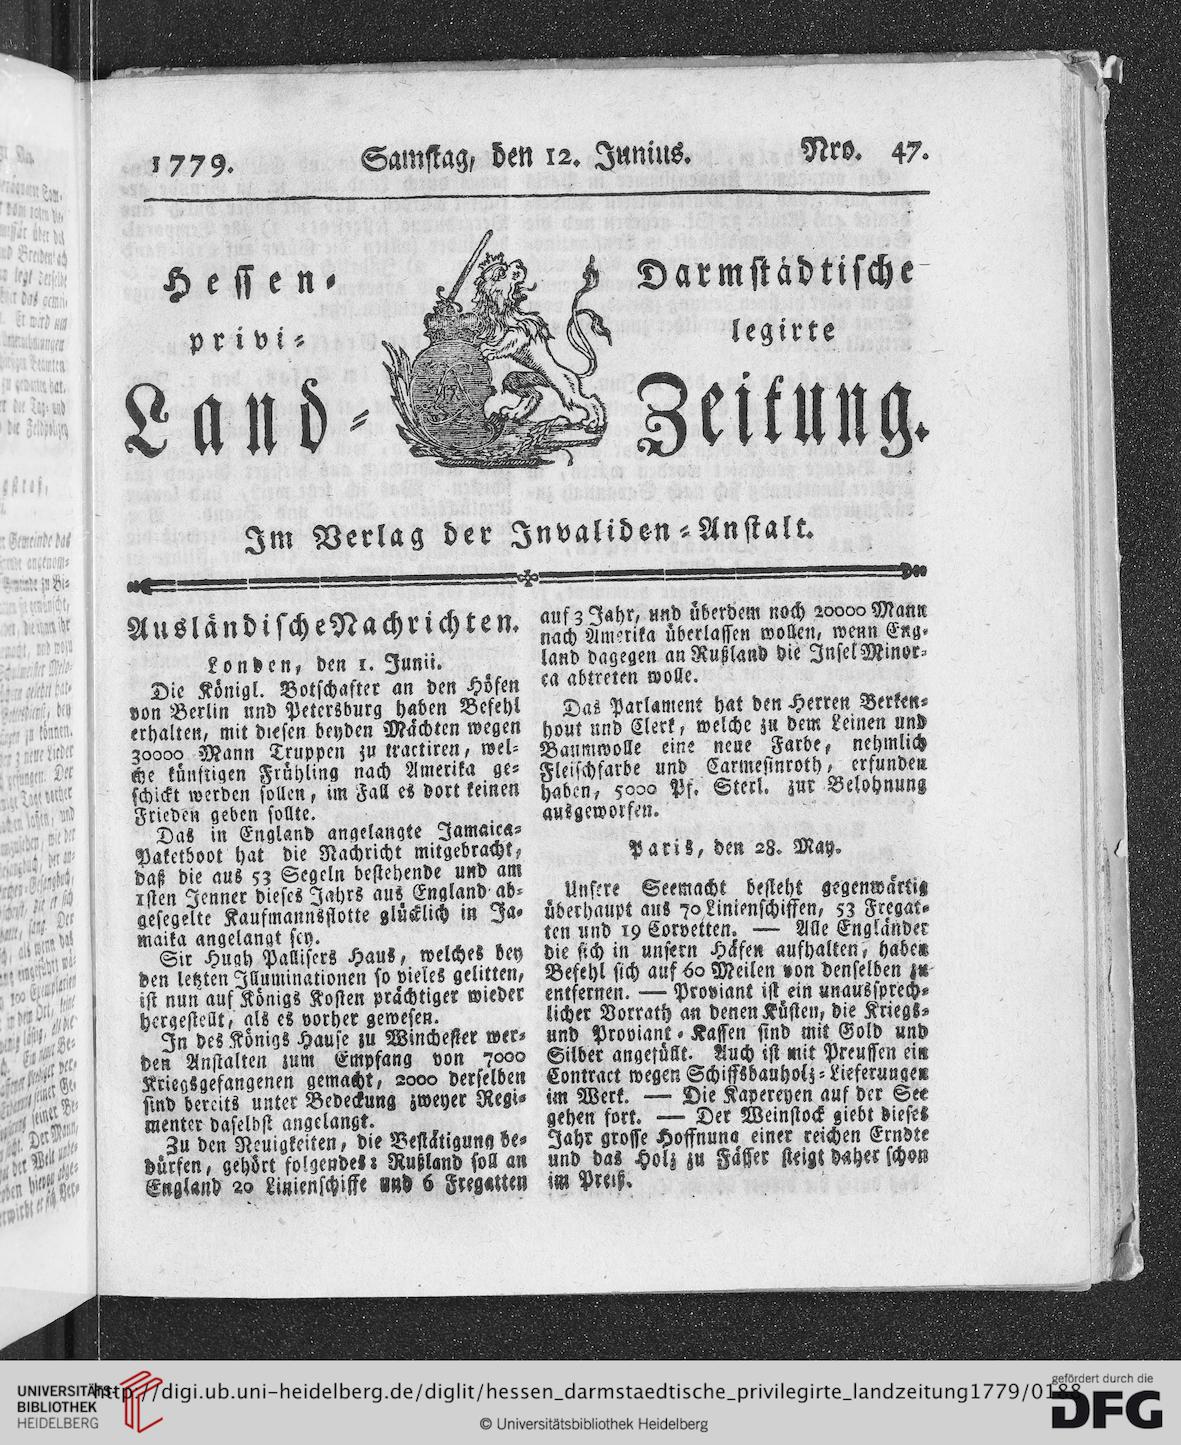 1779. Samstag, den 12. Junius. Nro. 47.
Hessen-
Darmstädtische
privi-
legirte
Land-
Zeitung.
Im Verlag der Invaliden-Anstalt.
Ausländische Nachrichten.
London, den 1. Junii.
Die Königl. Botschafter an den Höfen
von Berlin und Petersburg haben Befehl
erhalten, mit diesen beyden Mächten wegen
30000 Mann Truppen zu tractiren, wel-
che künftigen Frühling nach Amerika ge-
schickt werden sollen, im Fall es dort keinen
Frieden geben sollte.
Das in England angelangte Jamaica-
Paketboot hat die Nachricht mitgebracht,
daß die aus 53 Segeln bestehende und am
1sten Jenner dieses Jahrs aus England ab-
gesegelte Kaufmannsflotte glücklich in Ja-
maika angelangt sey.
Sir Hugh Pallisers Haus, welches bey
den letzten Illuminationen so vieles gelitten,
ist nun auf Königs Kosten prächtiger wieder
hergestellt, als es vorher gewesen.
In des Königs Hause zu Winchester wer-
den Anstalten zum Empfang von 7000
Kriegsgefangenen gemacht, 2000 derselben
sind bereits unter Bedeckung zweyer Regi-
menter daselbst angelangt.
Zu den Neuigkeiten, die Bestätigung be-
dürfen, gehört folgendes: Rußland soll an
England 20 Linienschiffe und 6 Fregatten
auf 3 Jahr, und überdem noch 20000 Mann
nach Amerika überlassen wollen, wenn Eng-
land dagegen an Rußland die Insel Minor-
ca abtreten wolle.
Das Parlament hat den Herren Berken-
hout und Clerk, welche zu dem Leinen und
Baumwolle eine neue Farbe, nehmlich
Fleischfarbe und Carmesinroth, erfunden
haben, 5000 Pf. Sterl. zur Belohnung
ausgeworfen.
Paris, den 28. May.
Unsere Seemacht besteht gegenwärtig
überhaupt aus 70 Linienschiffen, 53 Fregat-
ten und 19 Corvetten. — Alle Engländer
die sich in unsern Häfen aufhalten, haben
Befehl sich auf 60 Meilen von denselben zu
entfernen. — Proviant ist ein unaussprech-
licher Vorrath an denen Küsten, die Kriegs-
und Proviant-Kassen sind mit Gold und
Silber angefüllt. Auch ist mit Preussen ein
Contract wegen Schiffsbauholz-Lieferungen
im Werk. — Die Kapereyen auf der See
gehen fort. — Der Weinstock giebt dieses
Jahr grosse Hoffnung einer reichen Erndte
und das Holz zu Fässer steigt daher schon
im Preiß.
UNIVERSITÄTS-
BIBLIOTHEK
HEIDELBERG
http://digi.ub.uni-heidelberg.de/diglit/hessen_darmstaedtische_privilegirte_landzeitung1779/0188
© Universitätsbibliothek Heidelberg
gefördert durch die
DFG